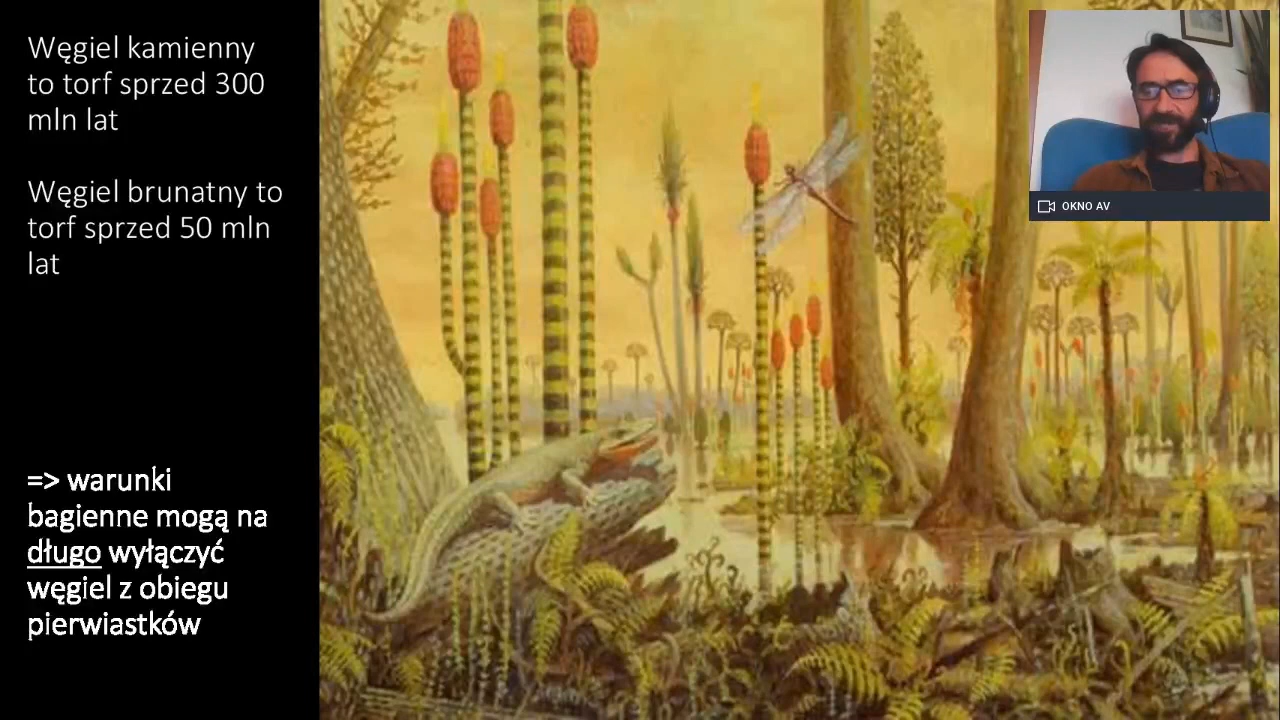 Węgiel kamienny
to torf sprzed 300
mln lat
Węgiel brunatny to
torf sprzed 50 mln
lat
=> warunki
bagienne mogą na
długo wyłączyć
węgiel z obiegu
pierwiastków
OKNO AV